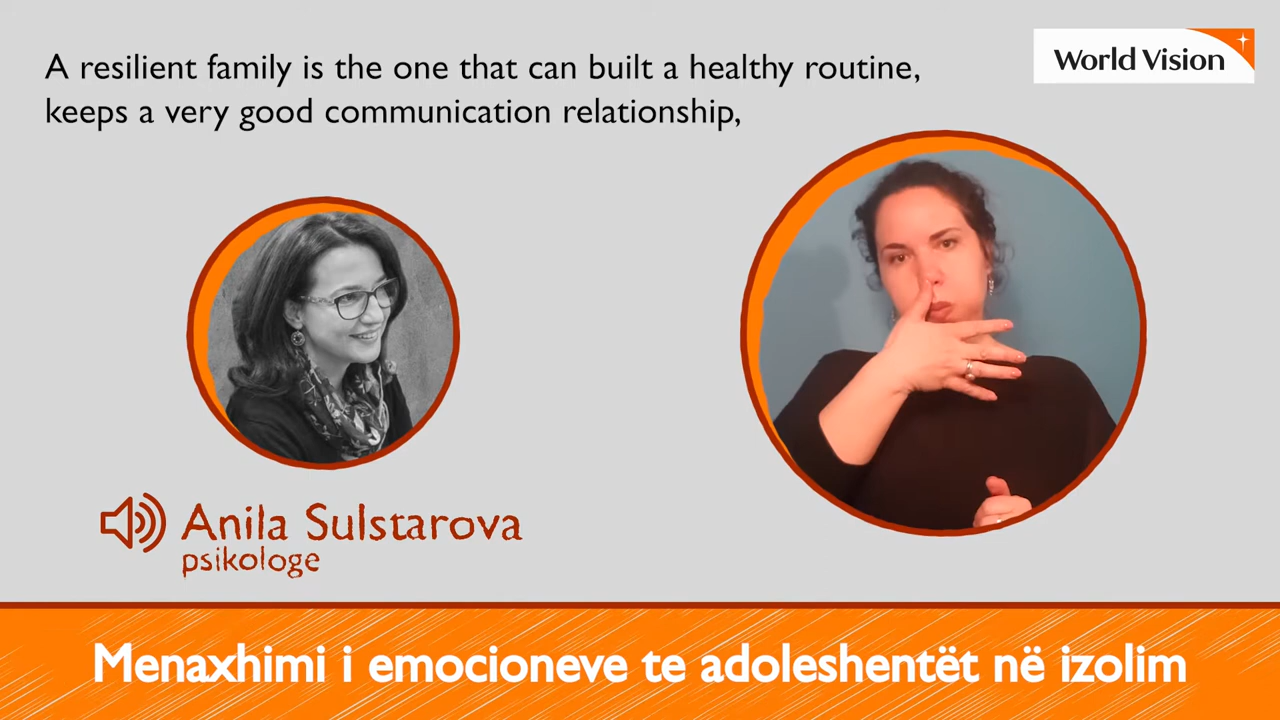 A resilient family is the one that can built a healthy routine,
keeps a very good communication relationship,
World Vision
Anila Sulstarova
psikologe
Menaxhimi i emocioneve te adoleshentët në izolim